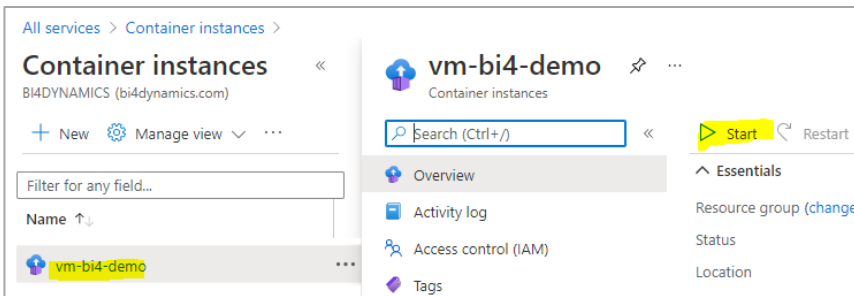 All services > Container instances >
Container instances «
BI4DYNAMICS (bi4dynamics.com)
+ New Manage view ∨ ···
Filter for any field...
Name ↑↓
vm-bi4-demo ···
vm-bi4-demo ···
Container instances
Search (Ctrl+/) «
Overview
Activity log
Access control (IAM)
Tags
Start Restart
Essentials
Resource group (change
Status
Location